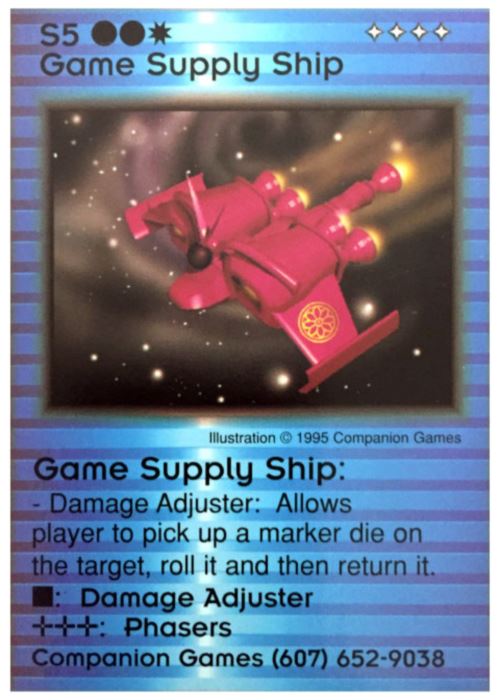 S5 ●●✷ ✧✧✧✧
Game Supply Ship
Illustration © 1995 Companion Games
Game Supply Ship:
- Damage Adjuster: Allows
player to pick up a marker die on
the target, roll it and then return it.
■: Damage Adjuster
✛✛✛: Phasers
Companion Games (607) 652-9038